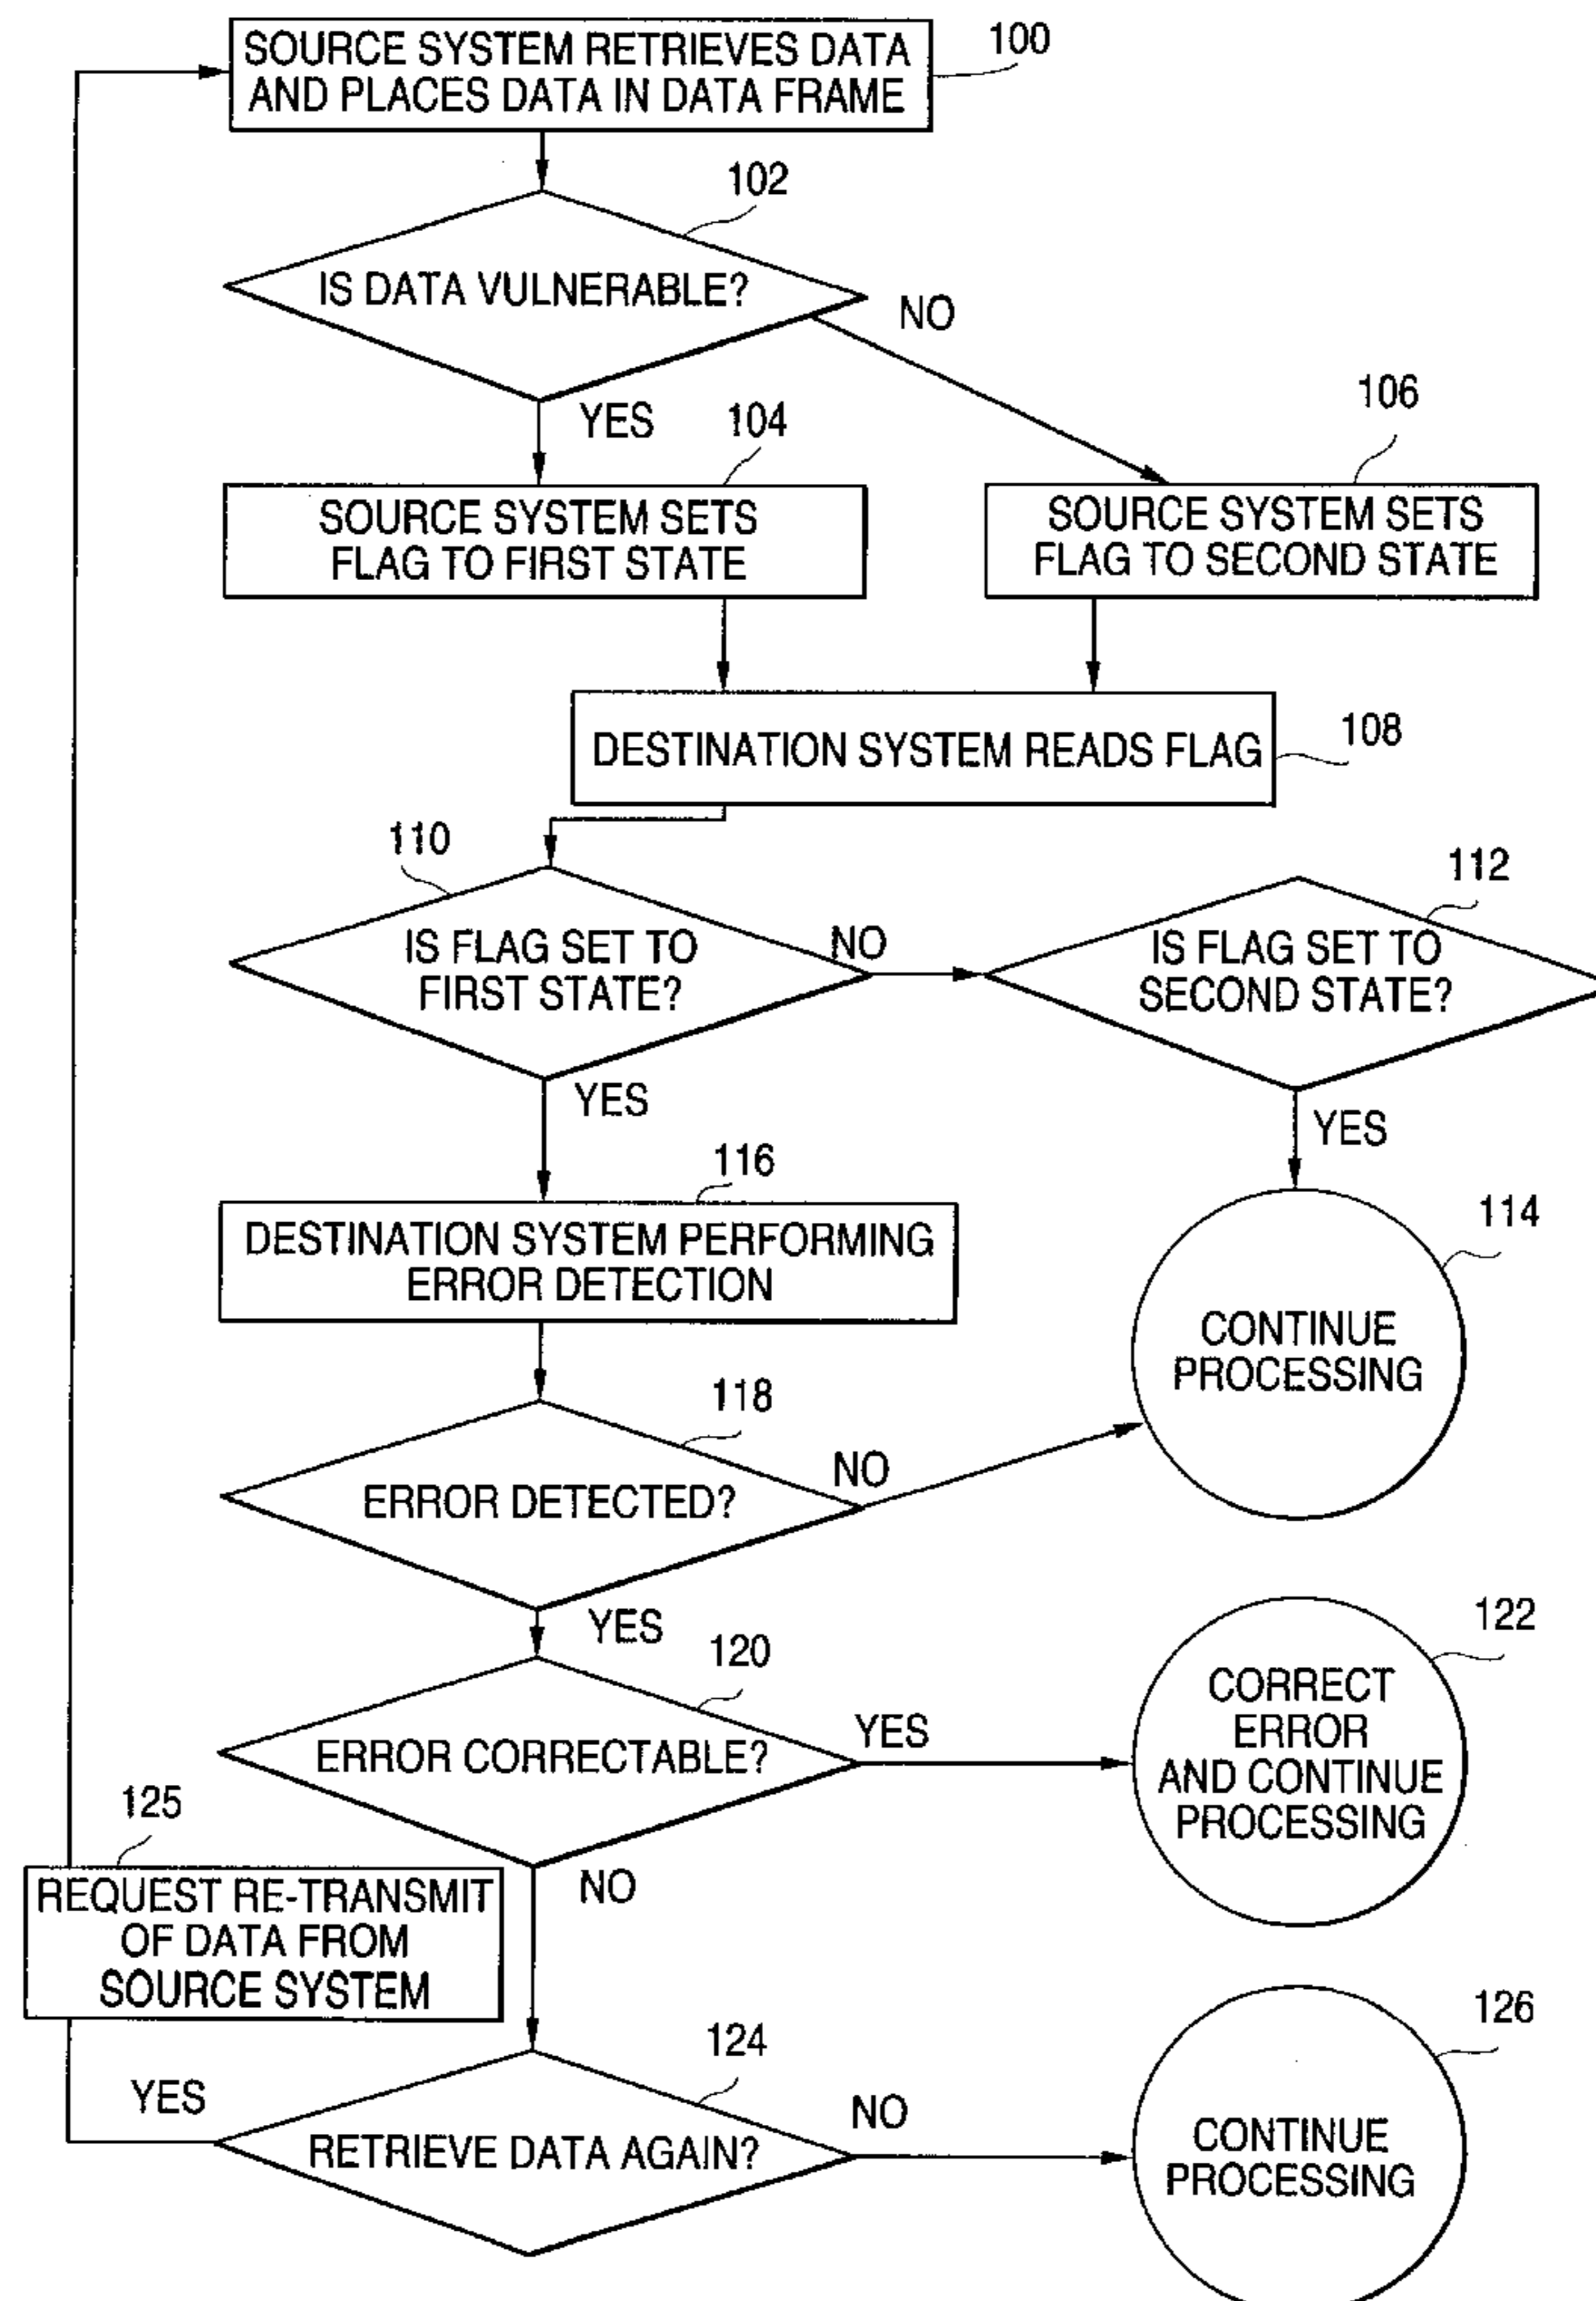 SOURCE SYSTEM RETRIEVES DATA
AND PLACES DATA IN DATA FRAME
100
102
IS DATA VULNERABLE?
NO
YES
104
106
SOURCE SYSTEM SETS
FLAG TO FIRST STATE
SOURCE SYSTEM SETS
FLAG TO SECOND STATE
DESTINATION SYSTEM READS FLAG
108
110
112
IS FLAG SET TO
FIRST STATE?
NO
IS FLAG SET TO
SECOND STATE?
YES
YES
116
114
DESTINATION SYSTEM PERFORMING
ERROR DETECTION
CONTINUE
PROCESSING
118
ERROR DETECTED?
NO
YES
120
122
ERROR CORRECTABLE?
YES
CORRECT
ERROR
AND CONTINUE
PROCESSING
125
NO
REQUEST RE-TRANSMIT
OF DATA FROM
SOURCE SYSTEM
124
126
YES
RETRIEVE DATA AGAIN?
NO
CONTINUE
PROCESSING